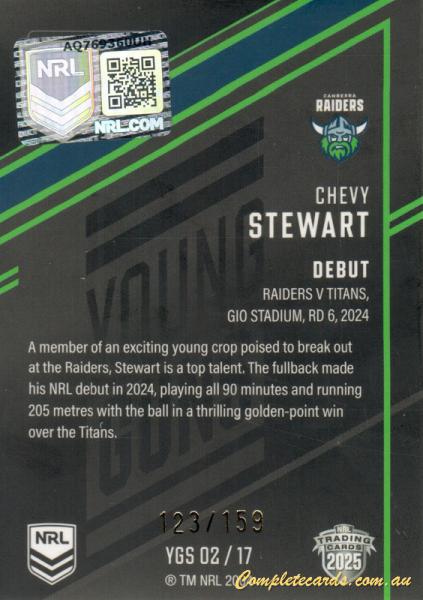 AQ769360UH
NRL
NRL.COM
CANBERRA
RAIDERS
CHEVY
STEWART
DEBUT
RAIDERS V TITANS,
GIO STADIUM, RD 6, 2024
YOUNG
GUNS
A member of an exciting young crop poised to break out
at the Raiders, Stewart is a top talent. The fullback made
his NRL debut in 2024, playing all 90 minutes and running
205 metres with the ball in a thrilling golden-point win
over the Titans.
123/159
NRL
YGS 02 / 17
® TM NRL
NRL
TRADING
CARDS
2025
Completecards.com.au